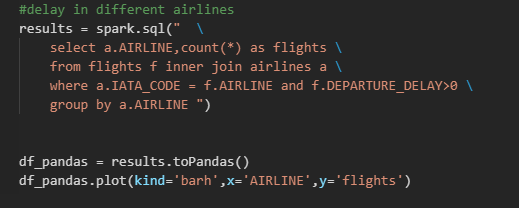 #delay in different airlines
results = spark.sql("  \
    select a.AIRLINE,count(*) as flights \
    from flights f inner join airlines a \
    where a.IATA_CODE = f.AIRLINE and f.DEPARTURE_DELAY>0 \
    group by a.AIRLINE ")
df_pandas = results.toPandas()
df_pandas.plot(kind='barh',x='AIRLINE',y='flights')